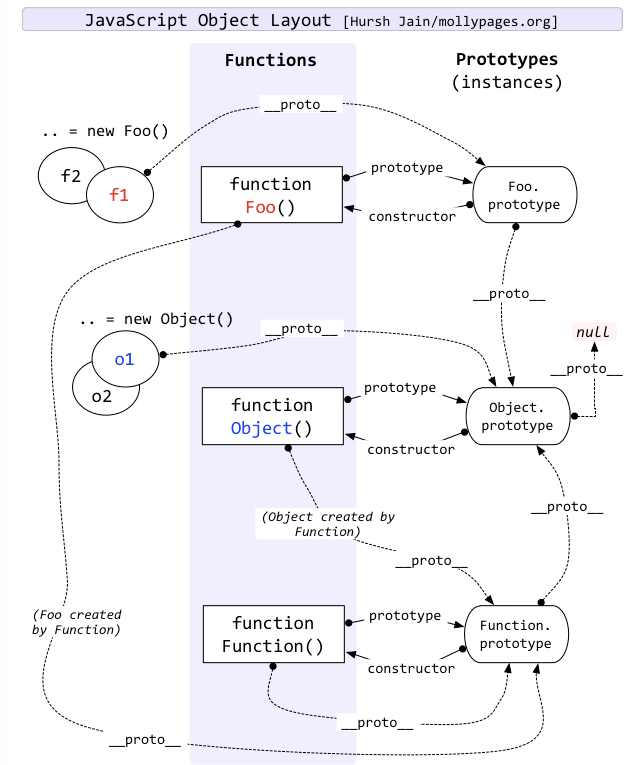 JavaScript Object Layout [Hursh Jain/mollypages.org]
Functions
Prototypes
(instances)
__proto__
.. = new Foo()
f2
f1
function
Foo()
prototype
constructor
Foo.
prototype
__proto__
.. = new Object()
__proto__
null
__proto__
o1
o2
function
Object()
prototype
constructor
Object.
prototype
(Object created by
Function)
__proto__
__proto__
(Foo created
by Function)
function
Function()
prototype
constructor
Function.
prototype
__proto__
__proto__